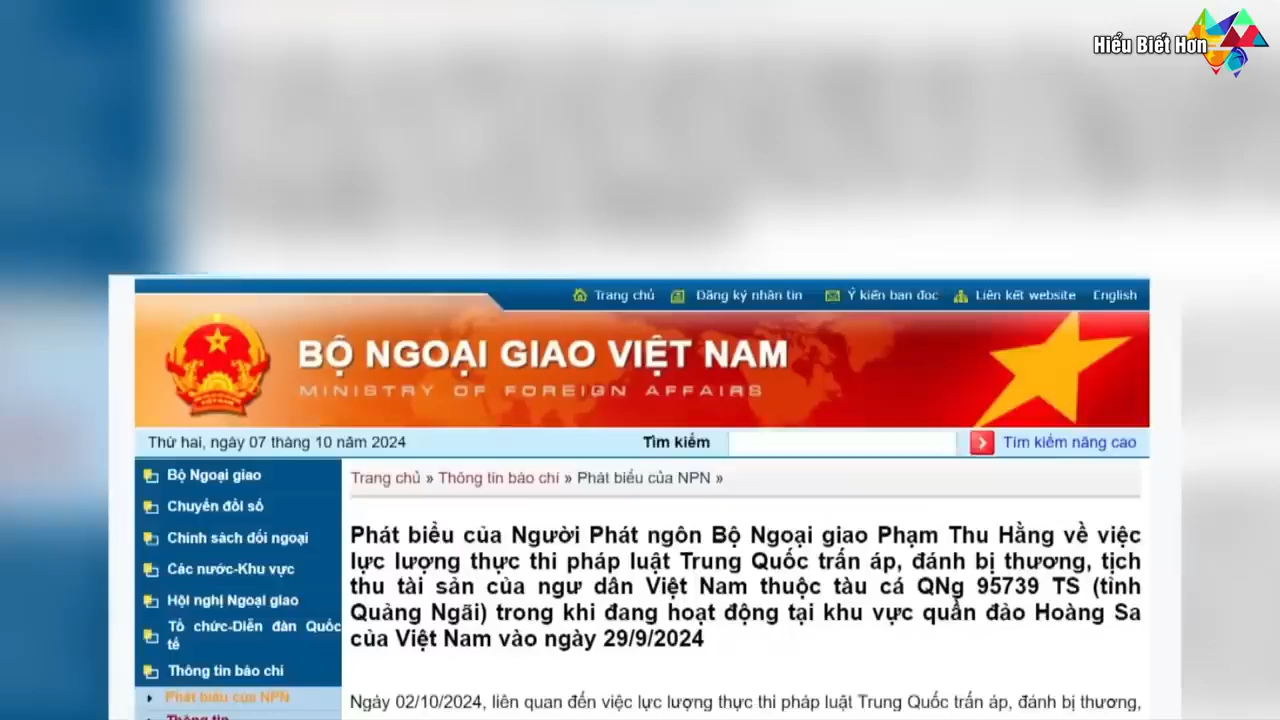 Hiểu Biết Hơn
Trang chủ Đăng ký nhân tin Ý kiến bạn đọc Liên kết website English
BỘ NGOẠI GIAO VIỆT NAM
MINISTRY OF FOREIGN AFFAIRS
Thứ hai, ngày 07 tháng 10 năm 2024 Tìm kiếm Tìm kiếm nâng cao
Bộ Ngoại giao
Chuyển đổi số
Chính sách đối ngoại
Các nước-Khu vực
Hội nghị Ngoại giao
Tổ chức-Diễn đàn Quốc
tế
Thông tin báo chí
Phát biểu của NPN
Thông tin
Trang chủ » Thông tin báo chí » Phát biểu của NPN »
Phát biểu của Người Phát ngôn Bộ Ngoại giao Phạm Thu Hằng về việc
lực lượng thực thi pháp luật Trung Quốc trấn áp, đánh bị thương, tịch
thu tài sản của ngư dân Việt Nam thuộc tàu cá QNg 95739 TS (tỉnh
Quảng Ngãi) trong khi đang hoạt động tại khu vực quần đảo Hoàng Sa
của Việt Nam vào ngày 29/9/2024
Ngày 02/10/2024, liên quan đến việc lực lượng thực thi pháp luật Trung Quốc trấn áp, đánh bị thương,